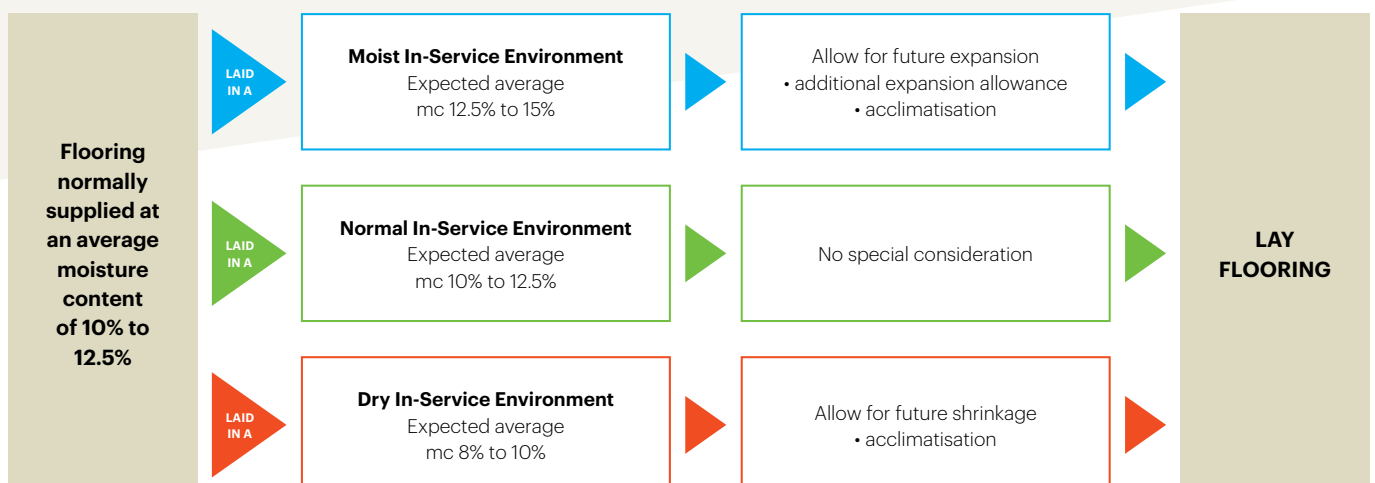 Flooring
normally
supplied at
an average
moisture
content
of 10% to
12.5%
LAID
IN A
Moist In-Service Environment
Expected average
mc 12.5% to 15%
Allow for future expansion
• additional expansion allowance
• acclimatisation
LAID
IN A
Normal In-Service Environment
Expected average
mc 10% to 12.5%
No special consideration
LAID
IN A
Dry In-Service Environment
Expected average
mc 8% to 10%
Allow for future shrinkage
• acclimatisation
LAY
FLOORING